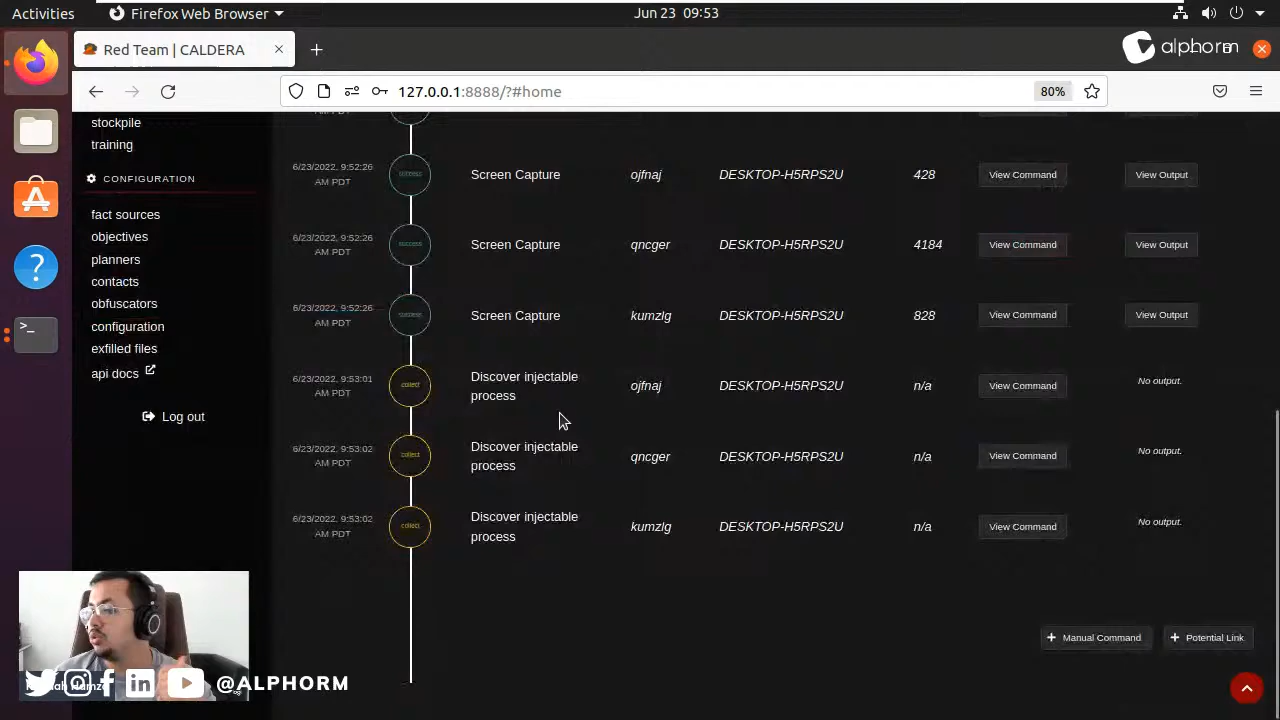 Activities
Firefox Web Browser
Jun 23 09:53
Red Team | CALDERA
alphorm
127.0.0.1:8888/?#home
80%
stockpile
training
CONFIGURATION
fact sources
objectives
planners
contacts
obfuscators
configuration
exfilled files
api docs
Log out
6/23/2022, 9:52:26
AM PDT
success
Screen Capture
ojfnaj
DESKTOP-H5RPS2U
428
View Command
View Output
6/23/2022, 9:52:26
AM PDT
success
Screen Capture
qncger
DESKTOP-H5RPS2U
4184
View Command
View Output
6/23/2022, 9:52:26
AM PDT
success
Screen Capture
kumzlg
DESKTOP-H5RPS2U
828
View Command
View Output
6/23/2022, 9:53:01
AM PDT
collect
Discover injectable
process
ojfnaj
DESKTOP-H5RPS2U
n/a
View Command
No output.
6/23/2022, 9:53:02
AM PDT
collect
Discover injectable
process
qncger
DESKTOP-H5RPS2U
n/a
View Command
No output.
6/23/2022, 9:53:02
AM PDT
collect
Discover injectable
process
kumzlg
DESKTOP-H5RPS2U
n/a
View Command
No output.
+ Manual Command
+ Potential Link
@ALPHORM